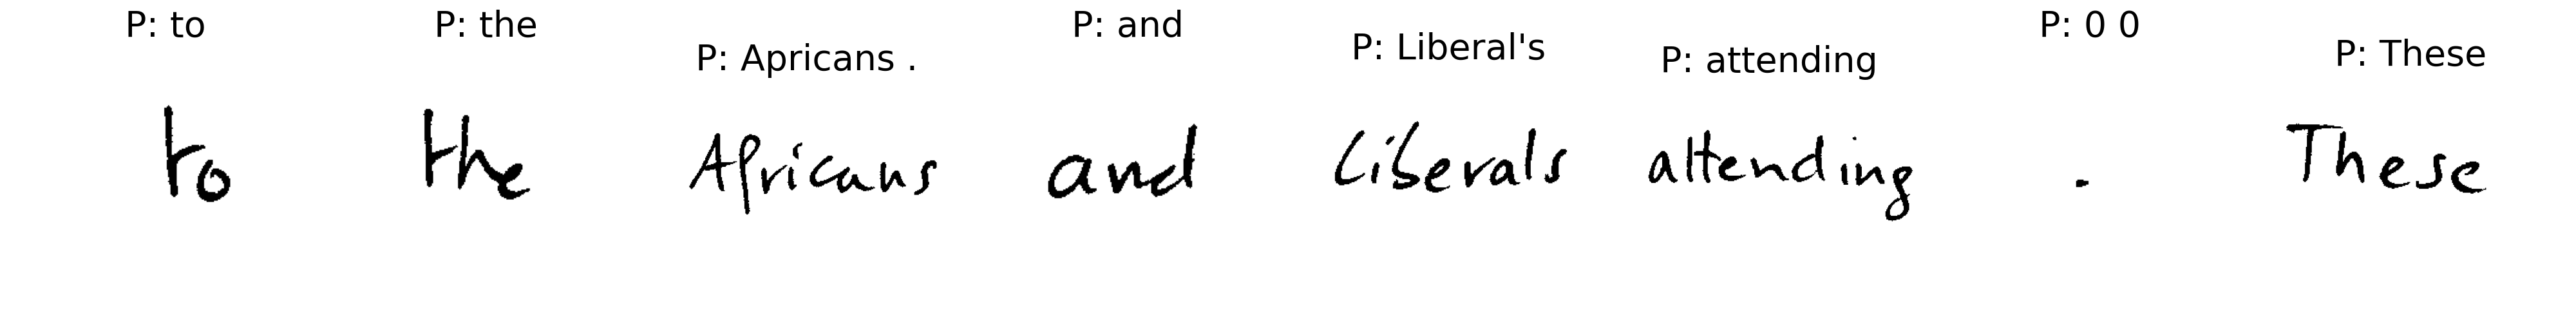 P: to P: the P: Apricans . P: and P: Liberal's P: attending P: 0 0 P: These
to the Africans and Liberals attending . These